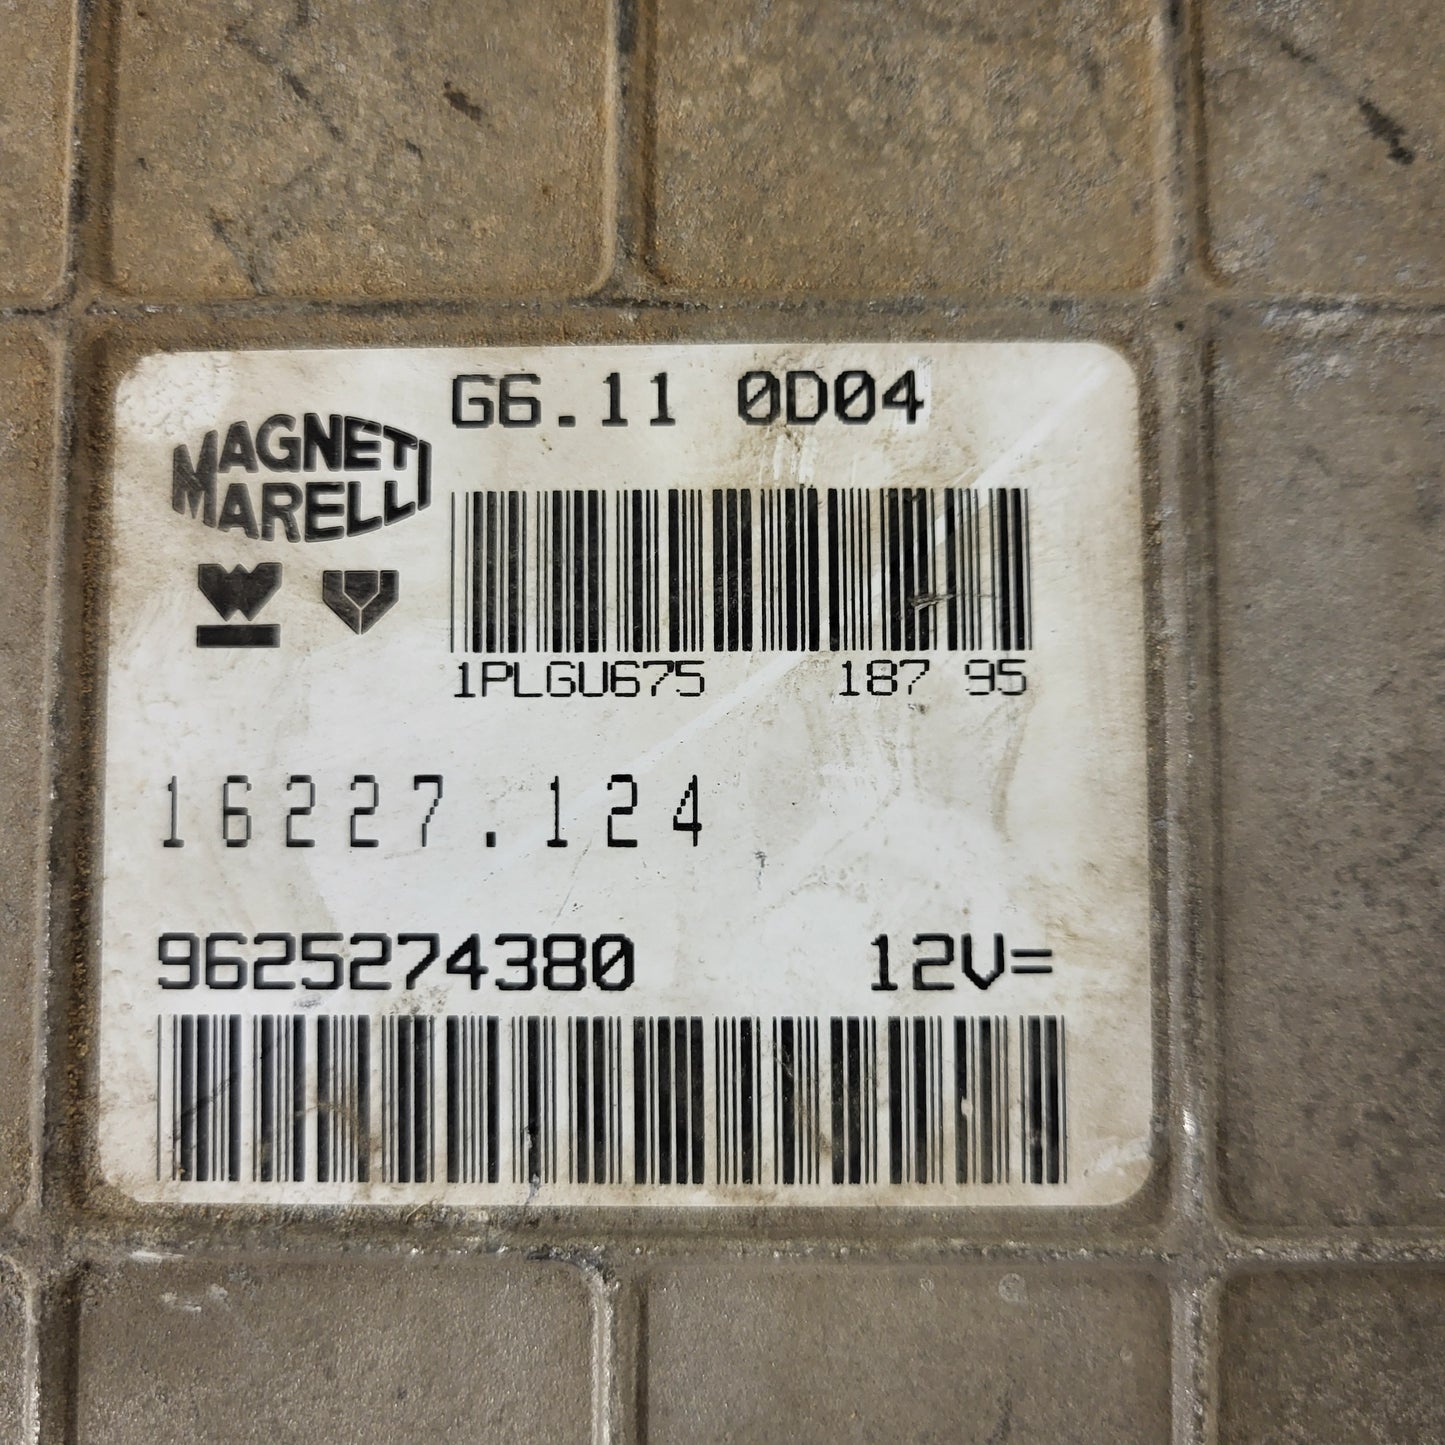 G6.11 0D04
MAGNETI
MARELLI
W
1PLGU675 187 95
16227.124
9625274380 12V=